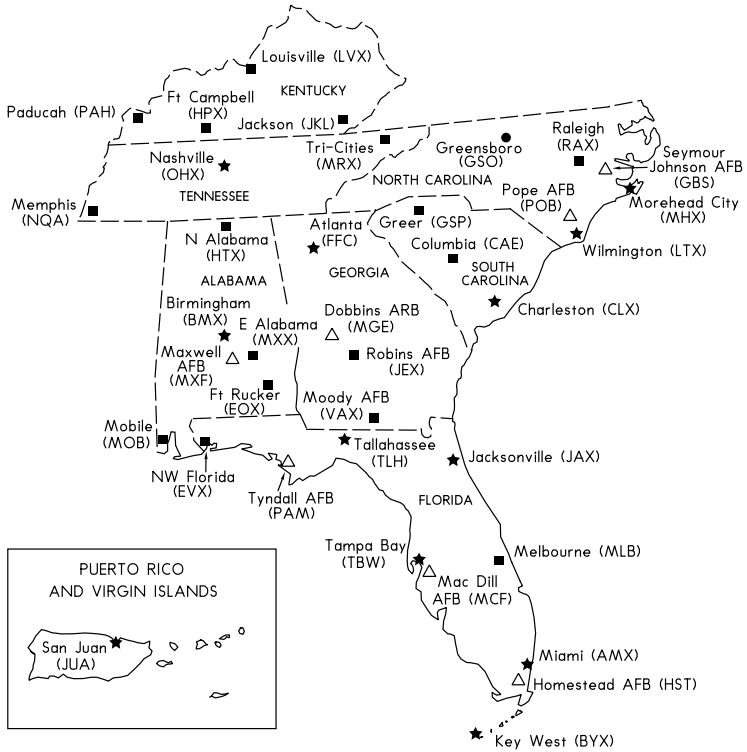 Louisville (LVX)
KENTUCKY
Ft Campbell
(HPX)
Paducah (PAH)
Jackson (JKL)
Tri-Cities
(MRX)
Greensboro
(GSO)
Raleigh
(RAX)
Seymour
Johnson AFB
(GBS)
Nashville
(OHX)
TENNESSEE
NORTH CAROLINA
Pope AFB
(POB)
Morehead City
(MHX)
Memphis
(NQA)
N Alabama
(HTX)
Atlanta
(FFC)
Greer (GSP)
Columbia (CAE)
Wilmington (LTX)
ALABAMA
GEORGIA
SOUTH
CAROLINA
Charleston (CLX)
Birmingham
(BMX)
E Alabama
(MXX)
Dobbins ARB
(MGE)
Maxwell
AFB
(MXF)
Robins AFB
(JEX)
Ft Rucker
(EOX)
Moody AFB
(VAX)
Mobile
(MOB)
Tallahassee
(TLH)
Jacksonville (JAX)
NW Florida
(EVX)
Tyndall AFB
(PAM)
FLORIDA
Tampa Bay
(TBW)
Melbourne (MLB)
Mac Dill
AFB (MCF)
Miami (AMX)
Homestead AFB (HST)
Key West (BYX)
PUERTO RICO
AND VIRGIN ISLANDS
San Juan
(JUA)